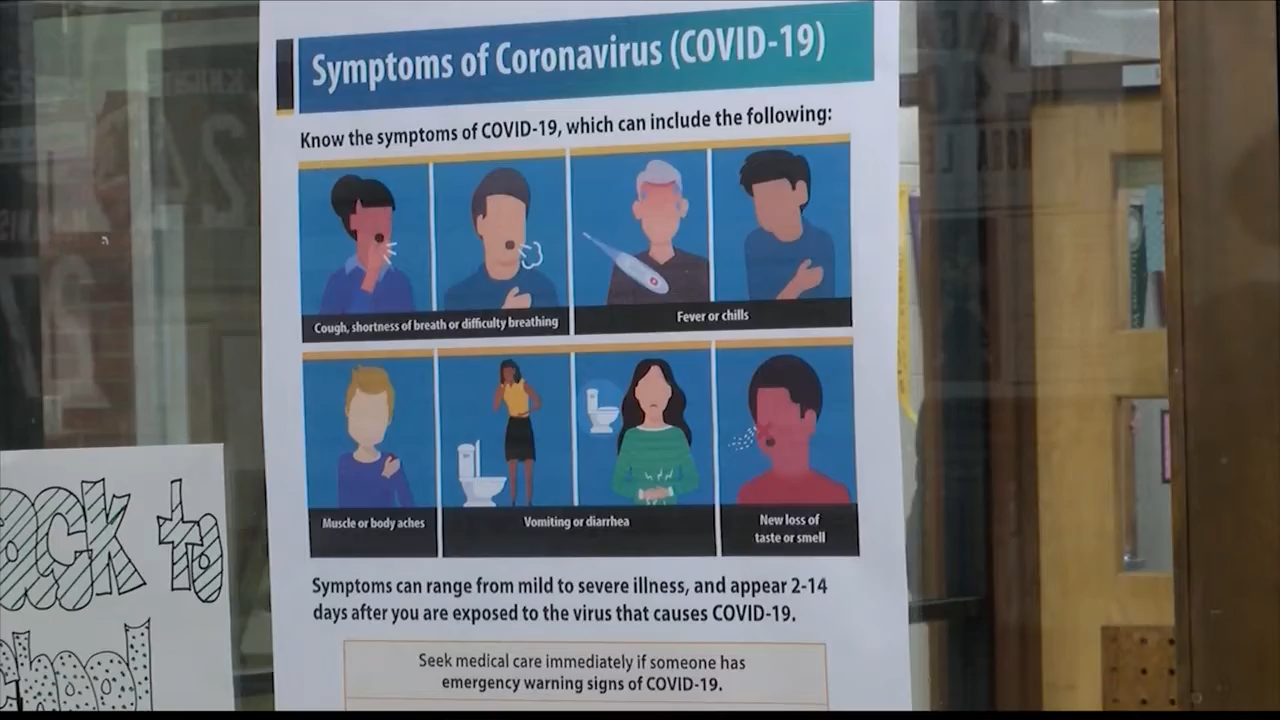 Symptoms of Coronavirus (COVID-19)
Know the symptoms of COVID-19, which can include the following:
Cough, shortness of breath or difficulty breathing
Fever or chills
Muscle or body aches
Vomiting or diarrhea
New loss of
taste or smell
Symptoms can range from mild to severe illness, and appear 2-14
days after you are exposed to the virus that causes COVID-19.
Seek medical care immediately if someone has
emergency warning signs of COVID-19.
ack to
24